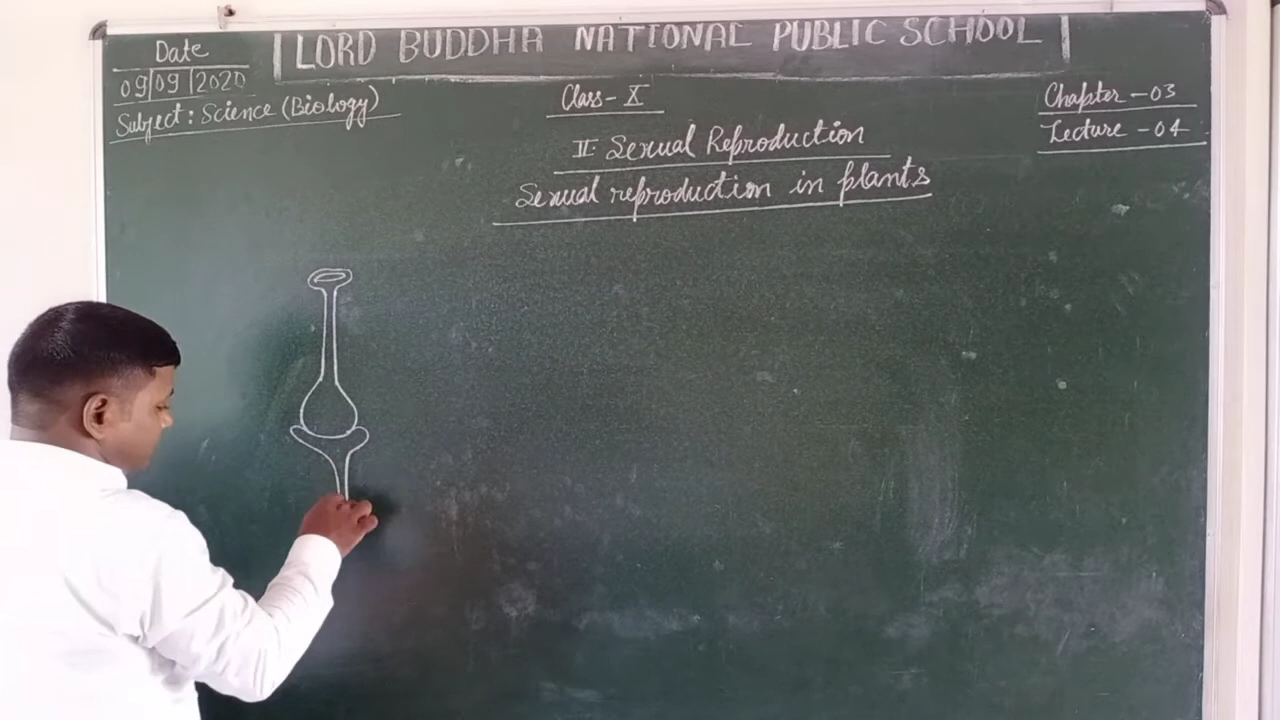 LORD BUDDHA NATIONAL PUBLIC SCHOOL
Date
09/09/2020
Subject: Science (Biology)
Class - X
Chapter - 03
Lecture - 04
II. Sexual Reproduction
Sexual reproduction in plants